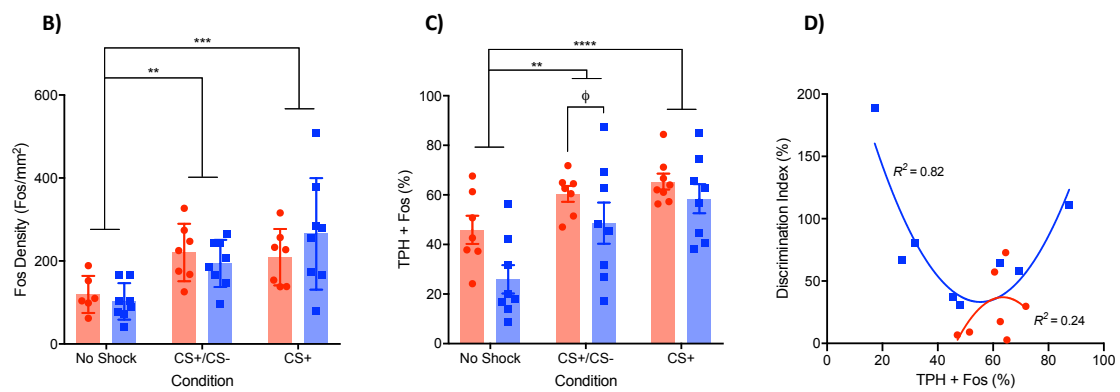 B)
***
**
600
400
200
0
Fos Density (Fos/mm²)
No Shock CS+/CS- CS+
Condition
C)
****
**
ϕ
100
80
60
40
20
0
TPH + Fos (%)
No Shock CS+/CS- CS+
Condition
D)
200
150
100
50
0
Discrimination Index (%)
R² = 0.82
R² = 0.24
0 20 40 60 80 100
TPH + Fos (%)